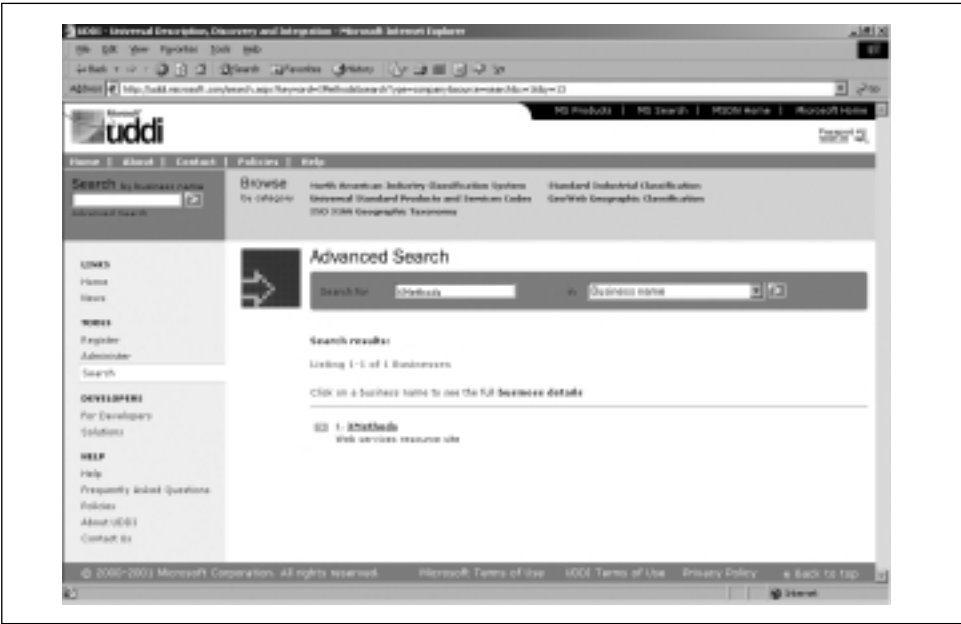 UDDI - Universal Description, Discovery and Integration - Microsoft Internet Explorer
File Edit View Favorites Tools Help
Back Search Favorites History
Address
Go
MS Products | MS Search | MSDN Home | Microsoft Home
Microsoft
uddi
Home | About | Contact | Policies | Help
Search by business name
Advanced Search
Browse
by category
North American Industry Classification System
Universal Standard Products and Services Codes
ISO 3166 Geographic Taxonomy
Standard Industrial Classification
GeoWeb Geographic Classification
LINKS
Home
News
TOOLS
Register
Administer
Search
DEVELOPERS
For Developers
Solutions
HELP
Help
Frequently Asked Questions
Policies
About UDDI
Contact Us
Advanced Search
Search for XMethods in Business name
Search results:
Listing 1-1 of 1 Businesses
Click on a business name to see the full business details
1. XMethods
Web services resource site
© 2000-2001 Microsoft Corporation. All rights reserved. Microsoft Terms of Use UDDI Terms of Use Privacy Policy Back to top
Internet